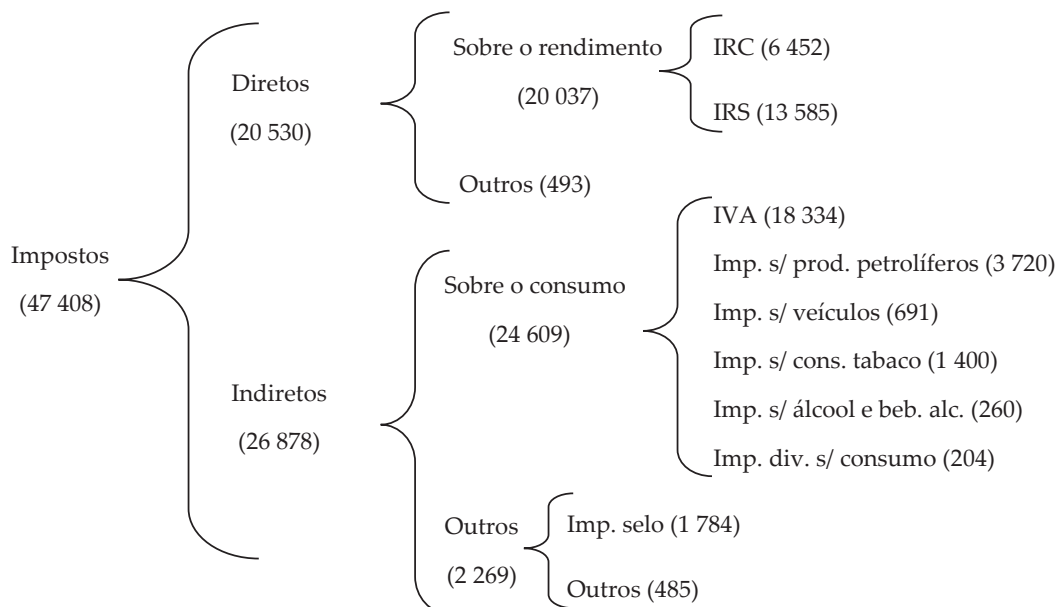 Impostos
(47 408)
Diretos
(20 530)
Sobre o rendimento
(20 037)
IRC (6 452)
IRS (13 585)
Outros (493)
Indiretos
(26 878)
Sobre o consumo
(24 609)
IVA (18 334)
Imp. s/ prod. petrolíferos (3 720)
Imp. s/ veículos (691)
Imp. s/ cons. tabaco (1 400)
Imp. s/ álcool e beb. alc. (260)
Imp. div. s/ consumo (204)
Outros
(2 269)
Imp. selo (1 784)
Outros (485)